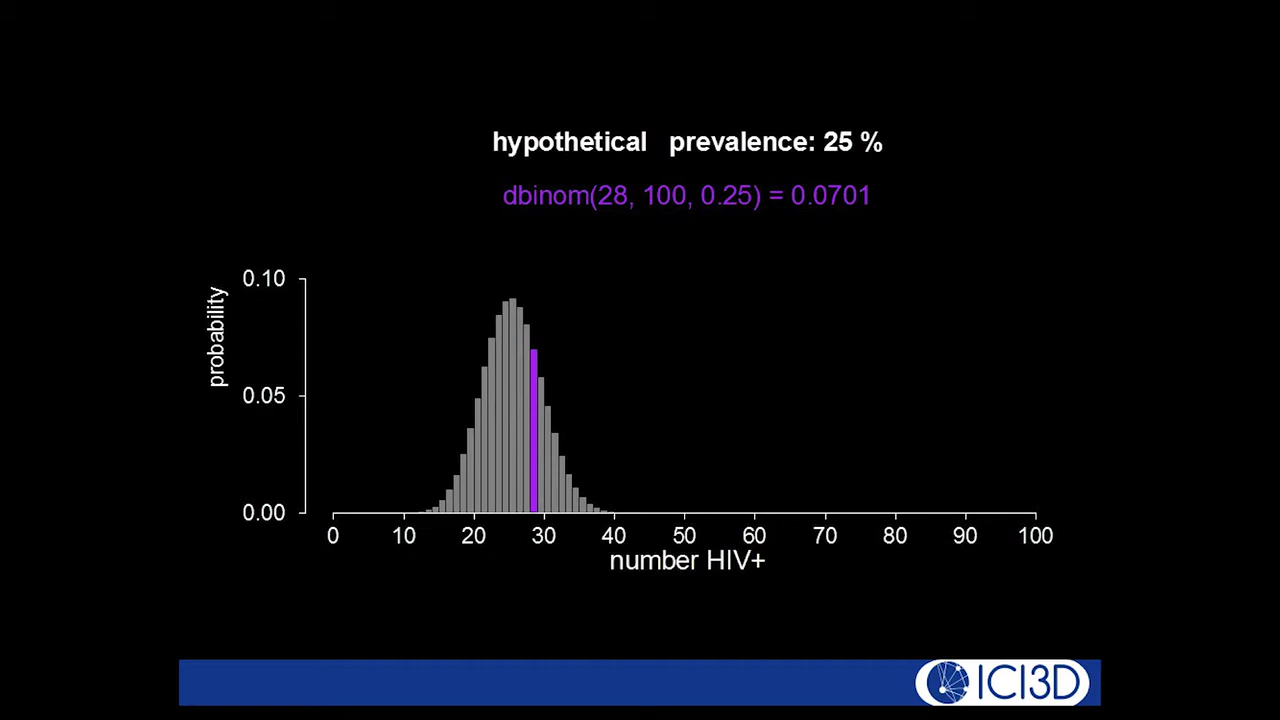 hypothetical prevalence: 25 %
dbinom(28, 100, 0.25) = 0.0701
0.10
0.05
0.00
probability
0 10 20 30 40 50 60 70 80 90 100
number HIV+
ICI3D